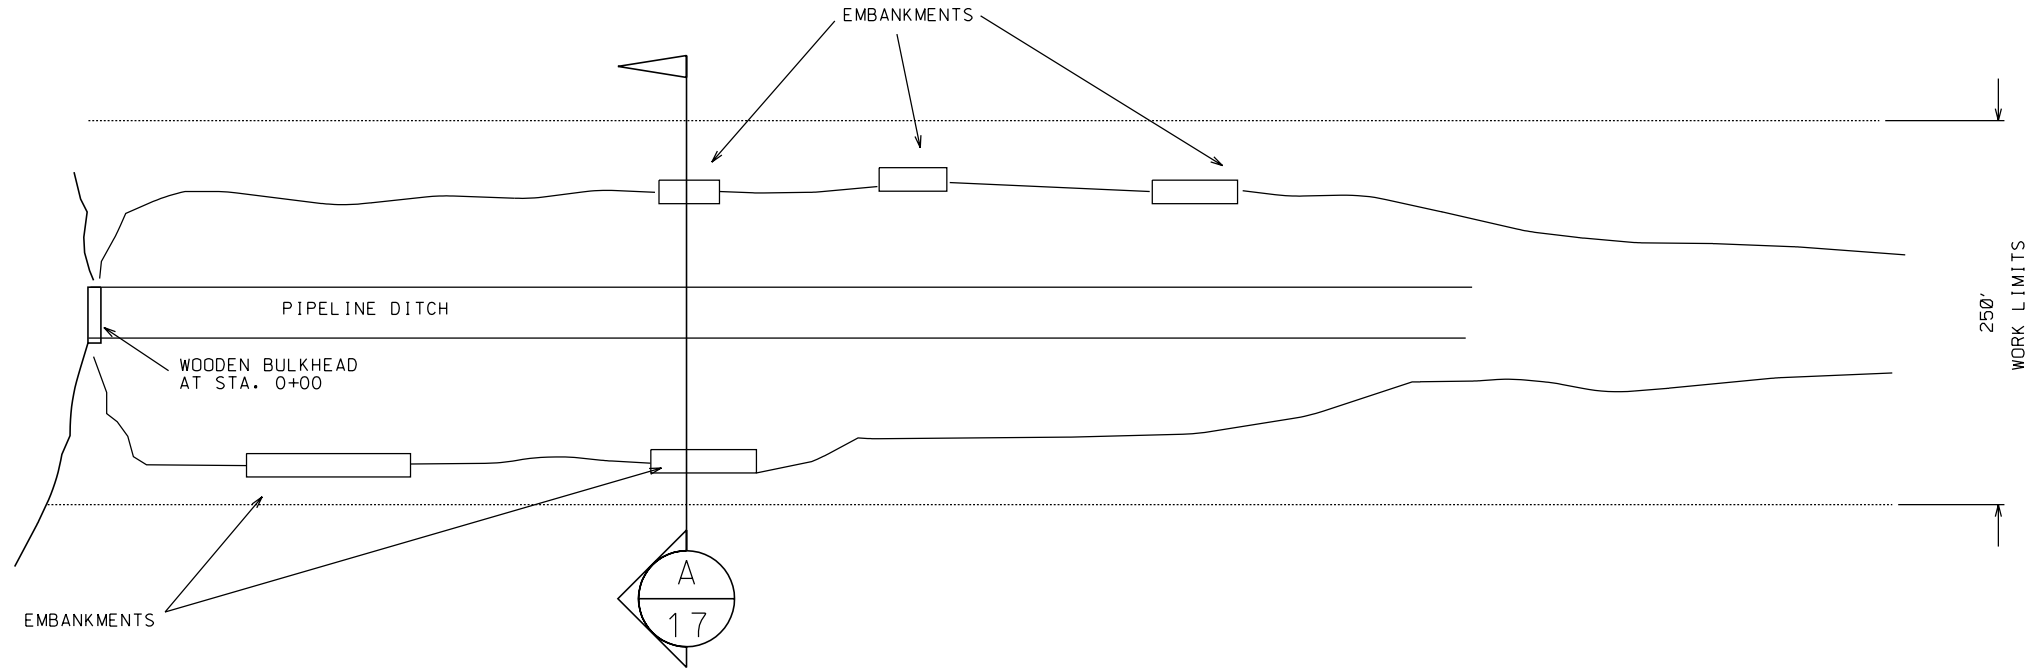 EMBANKMENTS
PIPELINE DITCH
WOODEN BULKHEAD
AT STA. 0+00
250'
WORK LIMITS
EMBANKMENTS
A
17